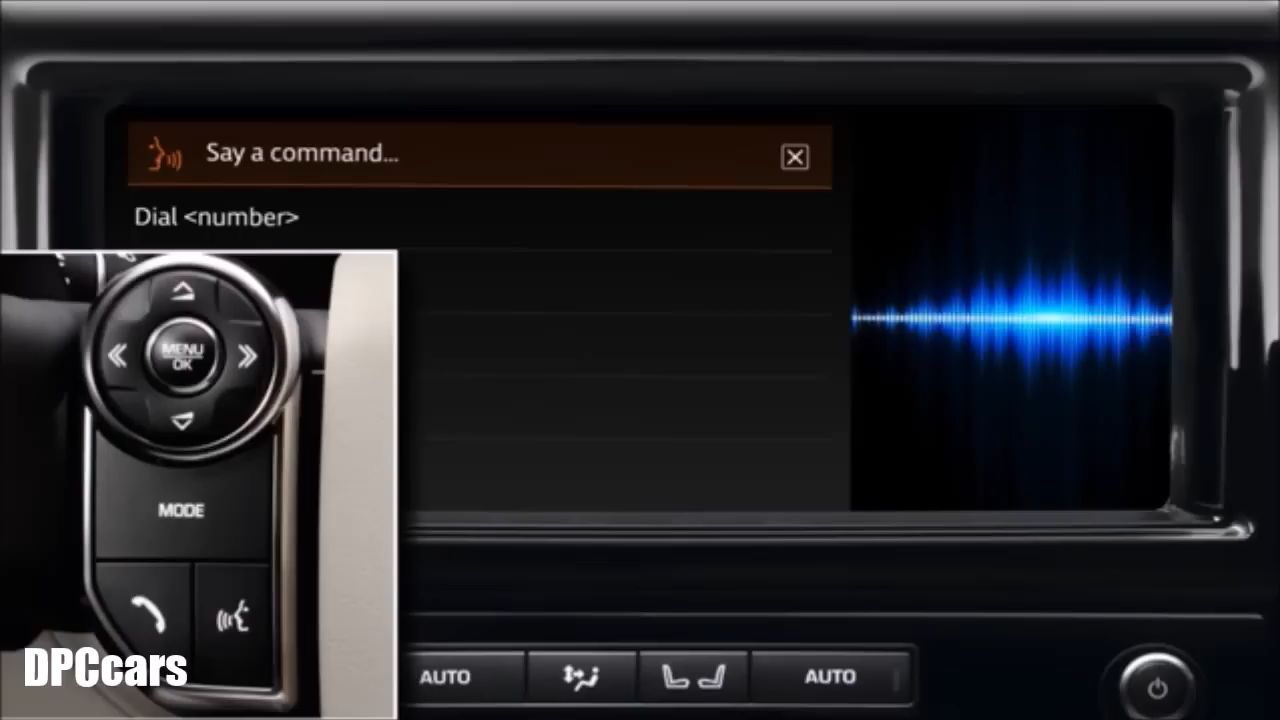 Say a command...
Dial <number>
MENU
OK
MODE
DPCcars
AUTO
AUTO